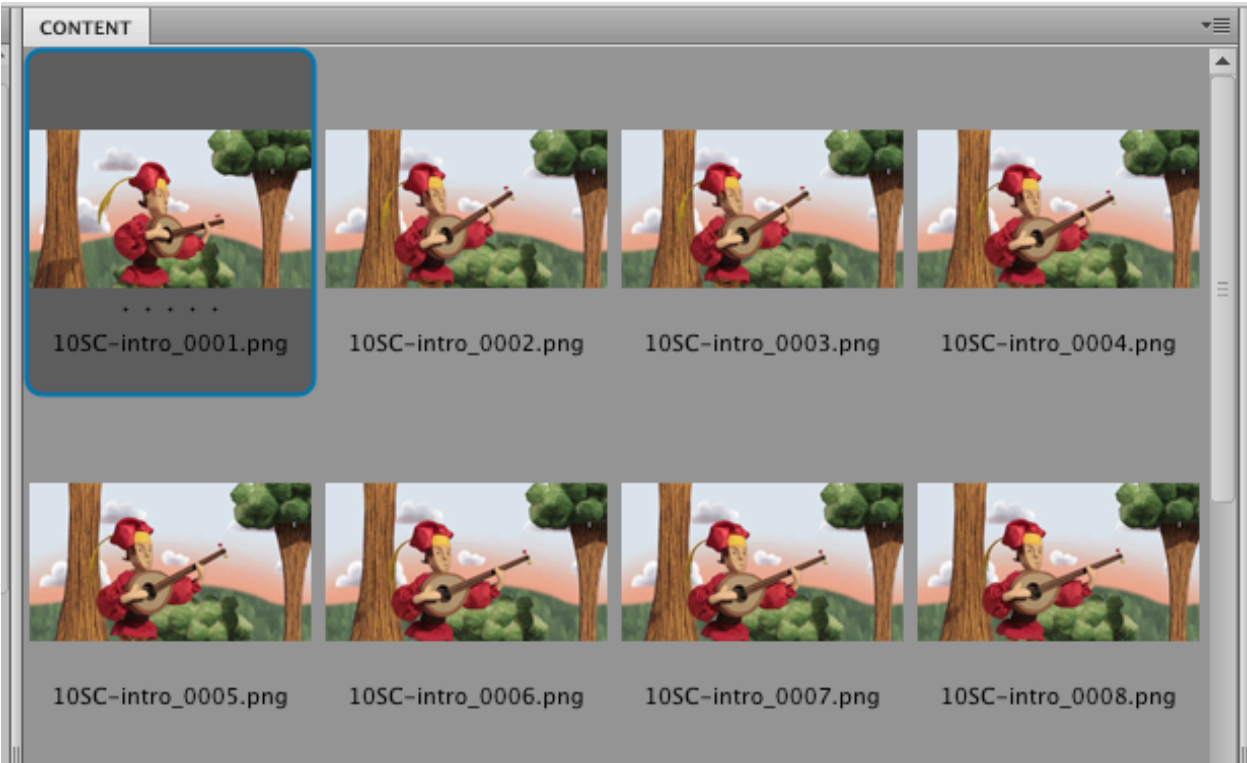 CONTENT
10SC-intro_0001.png
10SC-intro_0002.png
10SC-intro_0003.png
10SC-intro_0004.png
10SC-intro_0005.png
10SC-intro_0006.png
10SC-intro_0007.png
10SC-intro_0008.png